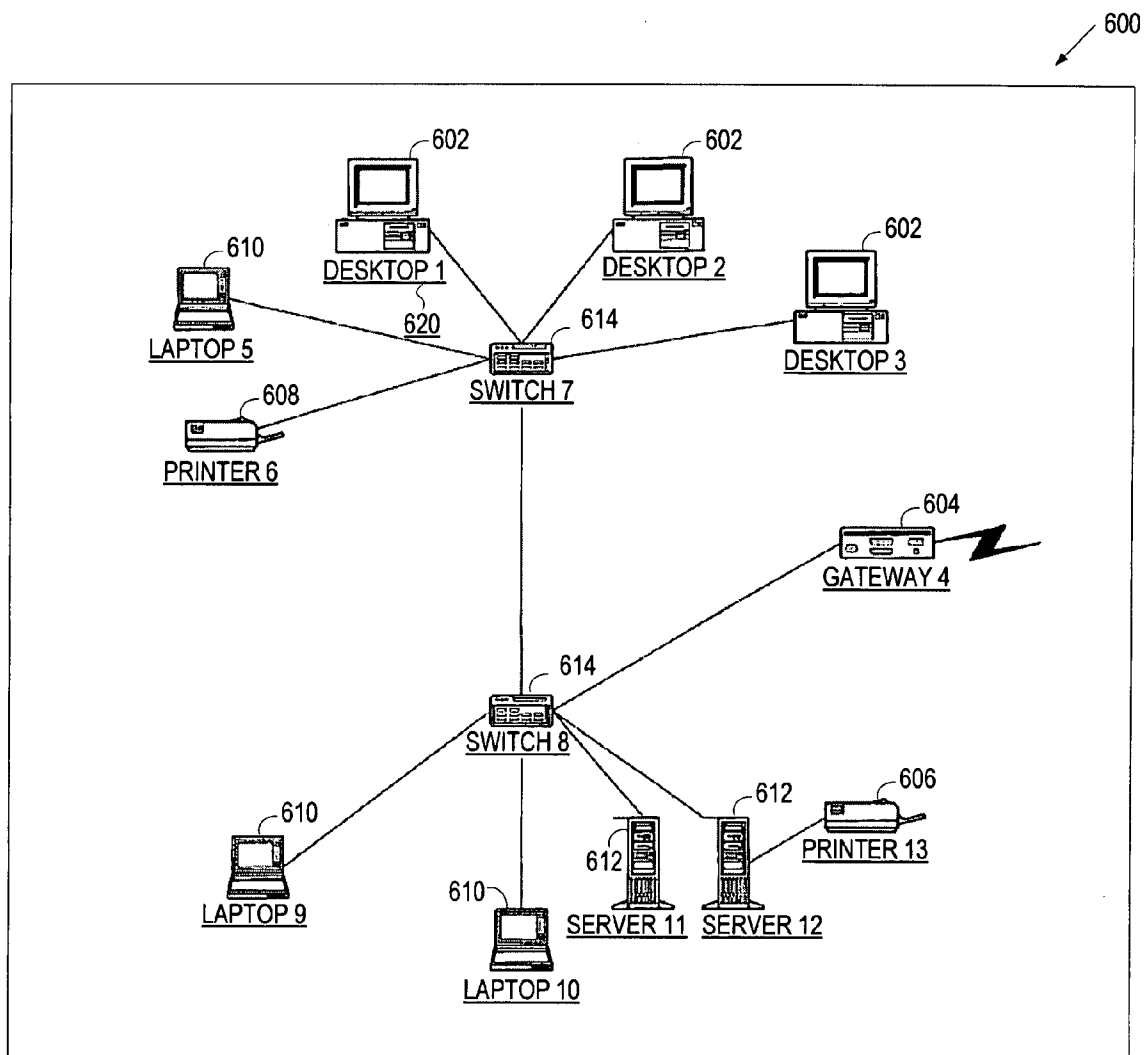 600
602
602
DESKTOP 1
DESKTOP 2
602
610
620
614
LAPTOP 5
DESKTOP 3
SWITCH 7
608
PRINTER 6
604
GATEWAY 4
614
SWITCH 8
606
612
610
612
PRINTER 13
LAPTOP 9
610
SERVER 11
SERVER 12
LAPTOP 10